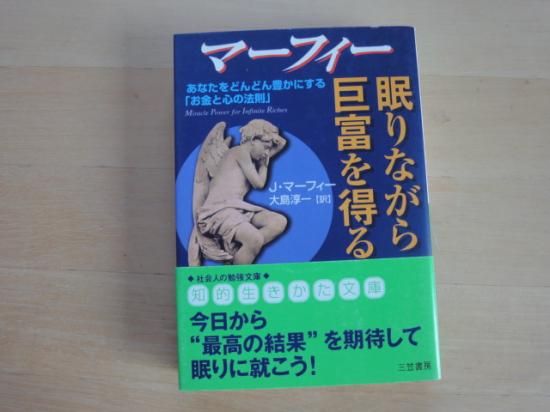 マーフィー
あなたをどんどん豊かにする
「お金と心の法則」
Miracle Power for Infinite Riches
眠りながら
巨富を得る
J・マーフィー
大島淳一【訳】
◆社会人の勉強文庫◆
知的生きかた文庫
今日から
“最高の結果”を期待して
眠りに就こう!
三笠書房